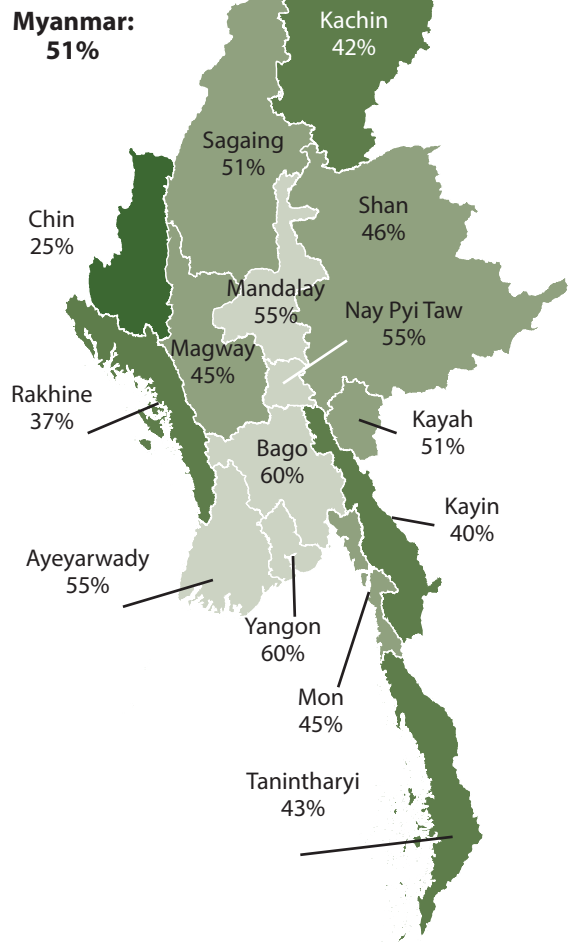 Myanmar:
51%
Kachin
42%
Sagaing
51%
Shan
46%
Chin
25%
Mandalay
55%
Nay Pyi Taw
55%
Magway
45%
Rakhine
37%
Kayah
51%
Bago
60%
Kayin
40%
Ayeyarwady
55%
Yangon
60%
Mon
45%
Tanintharyi
43%